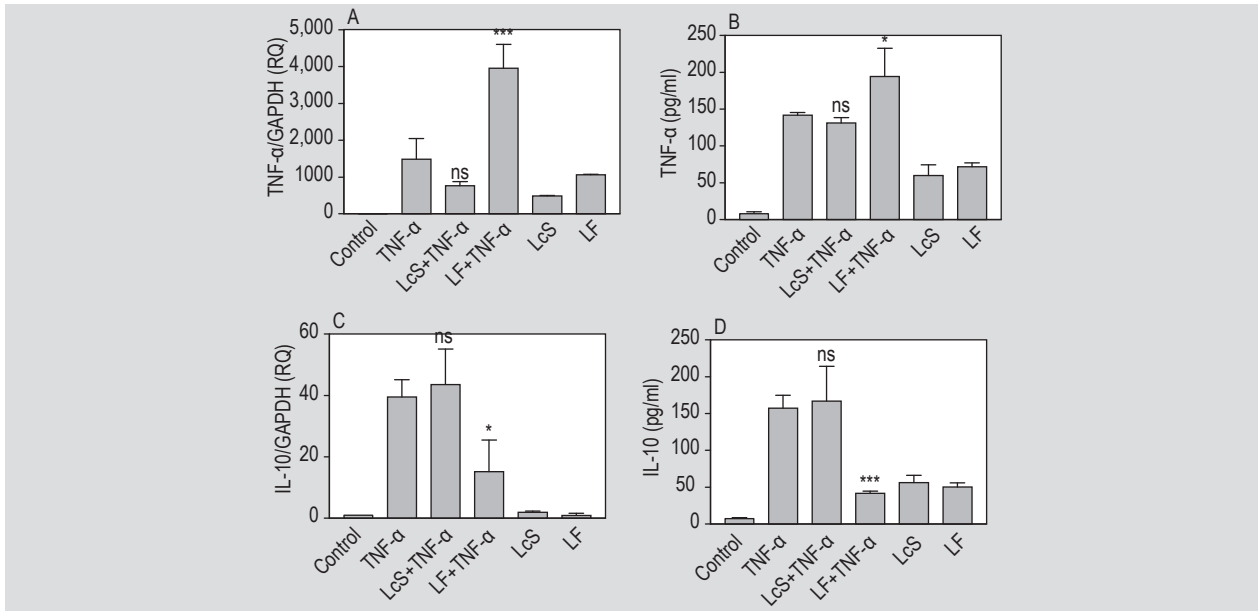 A
TNF-α/GAPDH (RQ)
5,000
4,000
3,000
2,000
1000
0
***
ns
Control
TNF-α
LcS+TNF-α
LF+TNF-α
LcS
LF
B
TNF-α (pg/ml)
250
200
150
100
50
0
ns
*
Control
TNF-α
LcS+TNF-α
LF+TNF-α
LcS
LF
C
IL-10/GAPDH (RQ)
60
40
20
0
ns
*
Control
TNF-α
LcS+TNF-α
LF+TNF-α
LcS
LF
D
IL-10 (pg/ml)
250
200
150
100
50
0
ns
***
Control
TNF-α
LcS+TNF-α
LF+TNF-α
LcS
LF